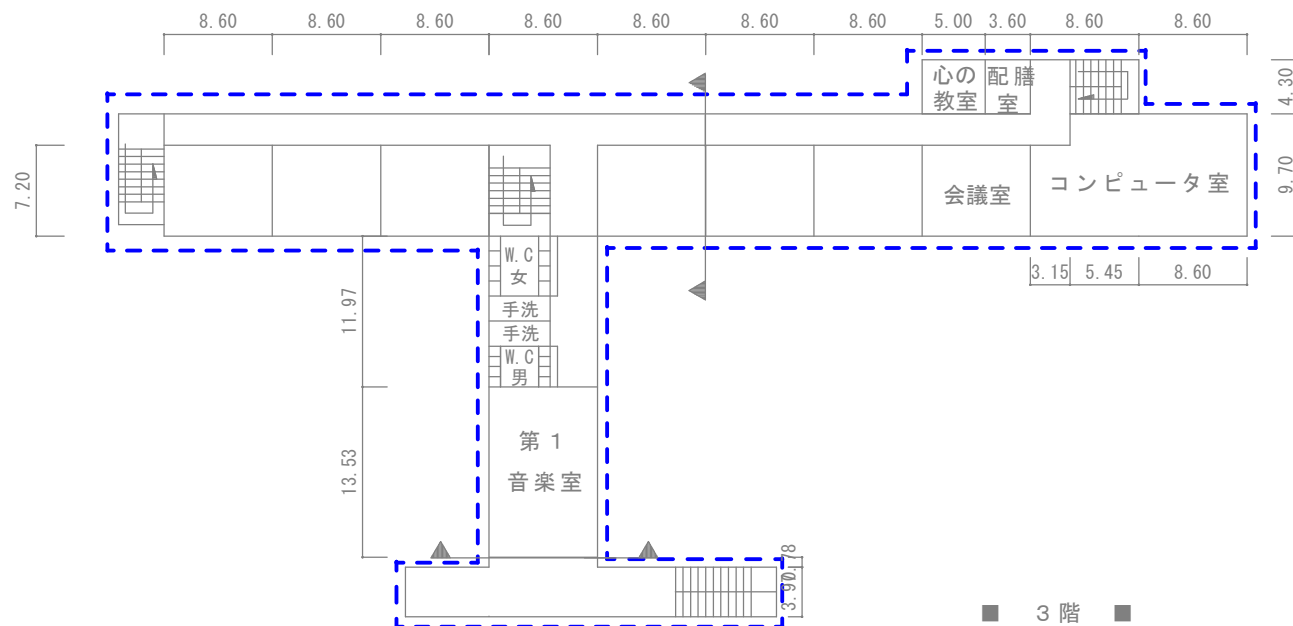 8.60 8.60 8.60 8.60 8.60 8.60 8.60 5.00 3.60 8.60 8.60
心の
教室
配膳
室
4.30
7.20
会議室
コンピュータ室
9.70
W.C
女
3.15 5.45 8.60
11.97
手洗
手洗
W.C
男
第1
音楽室
13.53
0.78
3.97
■ 3階 ■